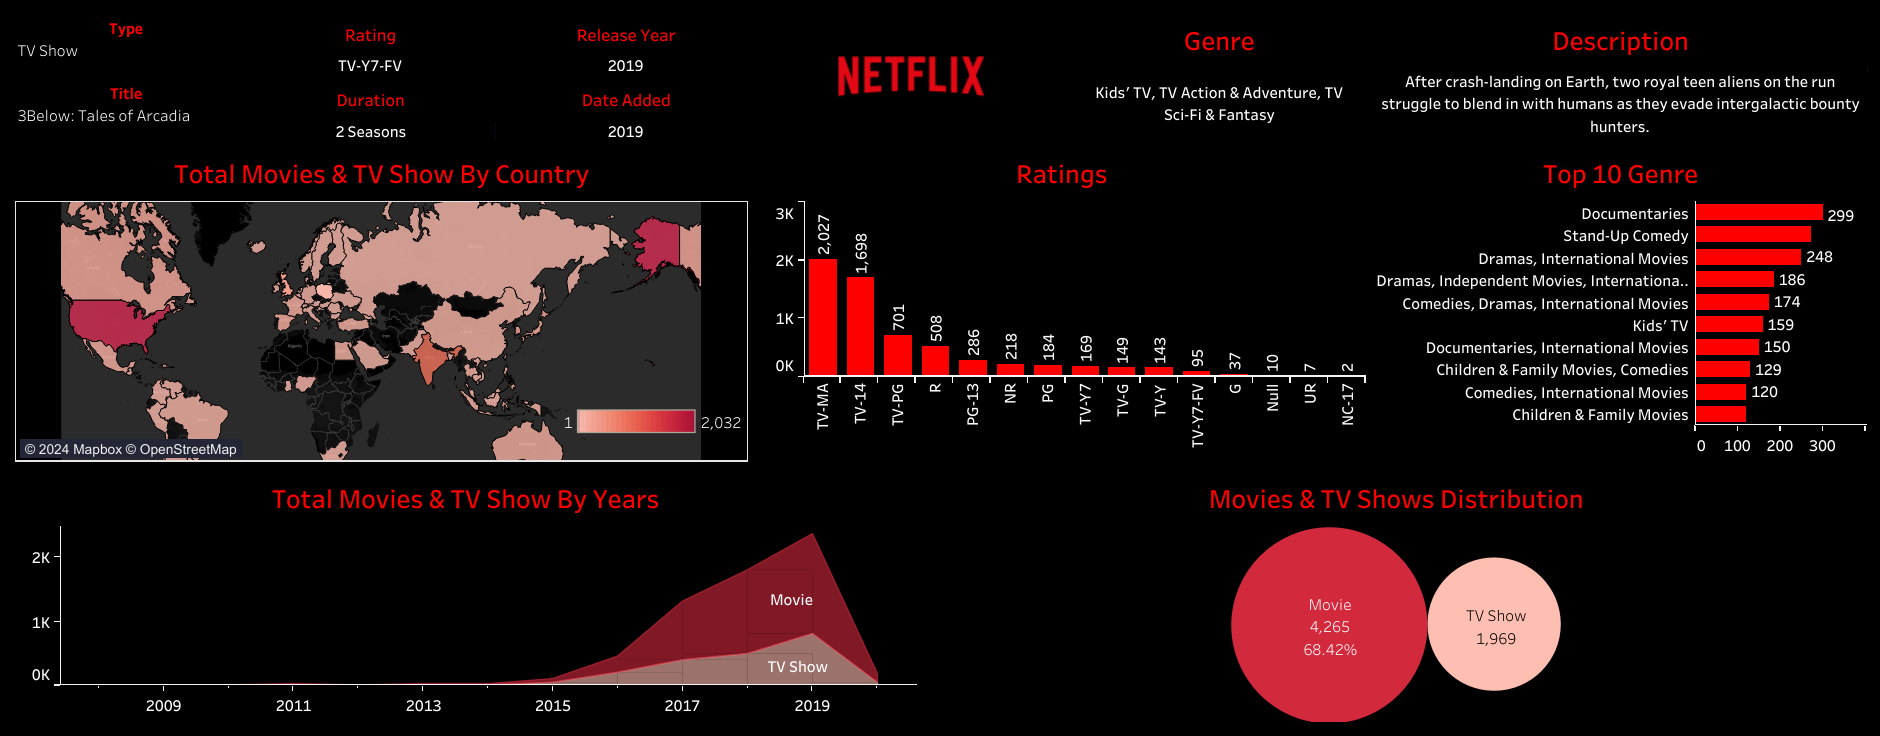 Type
TV Show
Title
3Below: Tales of Arcadia
Rating
TV-Y7-FV
Duration
2 Seasons
Release Year
2019
Date Added
2019
NETFLIX
Genre
Kids’ TV, TV Action & Adventure, TV
Sci-Fi & Fantasy
Description
After crash-landing on Earth, two royal teen aliens on the run
struggle to blend in with humans as they evade intergalactic bounty
hunters.
Total Movies & TV Show By Country
1
2,032
© 2024 Mapbox © OpenStreetMap
Ratings
3K
2K
1K
0K
2,027
1,698
701
508
286
218
184
169
149
143
95
37
10
7
2
TV-MA
TV-14
TV-PG
R
PG-13
NR
PG
TV-Y7
TV-G
TV-Y
TV-Y7-FV
G
Null
UR
NC-17
Top 10 Genre
Documentaries 299
Stand-Up Comedy
Dramas, International Movies 248
Dramas, Independent Movies, Internationa.. 186
Comedies, Dramas, International Movies 174
Kids’ TV 159
Documentaries, International Movies 150
Children & Family Movies, Comedies 129
Comedies, International Movies 120
Children & Family Movies
0 100 200 300
Total Movies & TV Show By Years
2K
1K
0K
Movie
TV Show
2009 2011 2013 2015 2017 2019
Movies & TV Shows Distribution
Movie
4,265
68.42%
TV Show
1,969